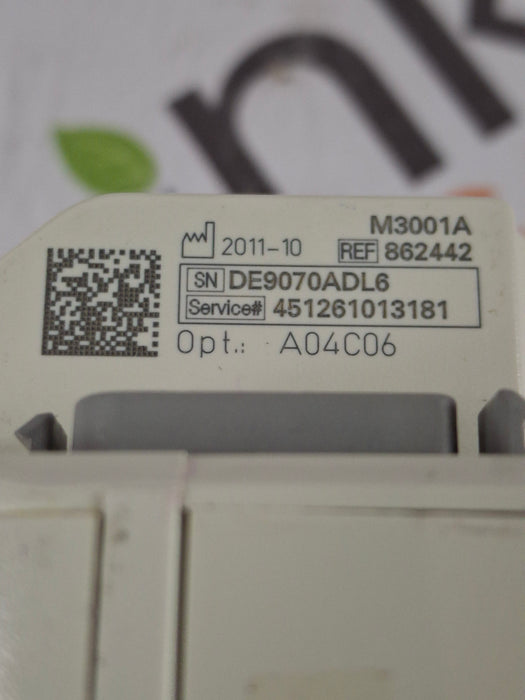 M3001A
2011-10 REF 862442
SN DE9070ADL6
Service# 451261013181
Opt.: A04C06